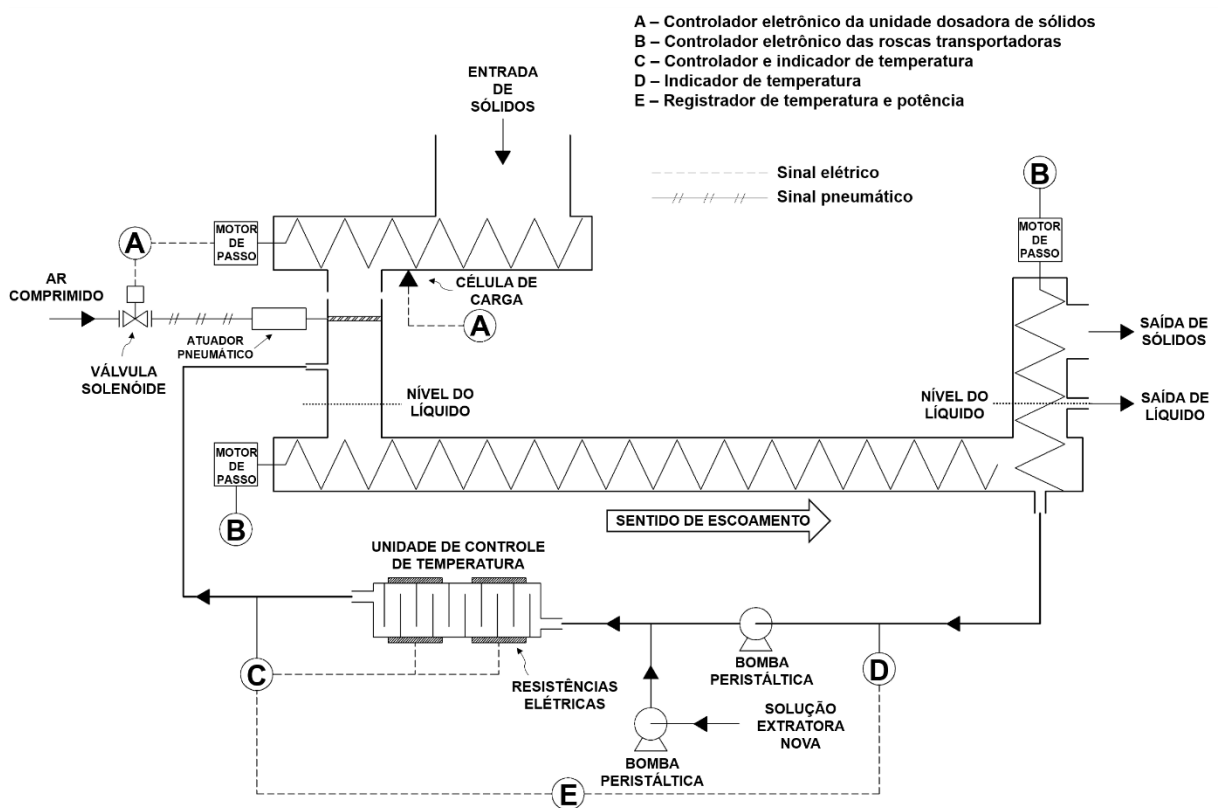 A – Controlador eletrônico da unidade dosadora de sólidos
B – Controlador eletrônico das roscas transportadoras
C – Controlador e indicador de temperatura
D – Indicador de temperatura
E – Registrador de temperatura e potência
Sinal elétrico
Sinal pneumático
ENTRADA
DE
SÓLIDOS
B
MOTOR
DE
PASSO
A
MOTOR
DE
PASSO
CÉLULA DE
CARGA
A
AR
COMPRIMIDO
ATUADOR
PNEUMÁTICO
VÁLVULA
SOLENÓIDE
SAÍDA DE
SÓLIDOS
NÍVEL DO
LÍQUIDO
NÍVEL DO
LÍQUIDO
SAÍDA DE
LÍQUIDO
MOTOR
DE
PASSO
B
SENTIDO DE ESCOAMENTO
UNIDADE DE CONTROLE
DE TEMPERATURA
C
RESISTÊNCIAS
ELÉTRICAS
BOMBA
PERISTÁLTICA
D
SOLUÇÃO
EXTRATORA
NOVA
BOMBA
PERISTÁLTICA
E